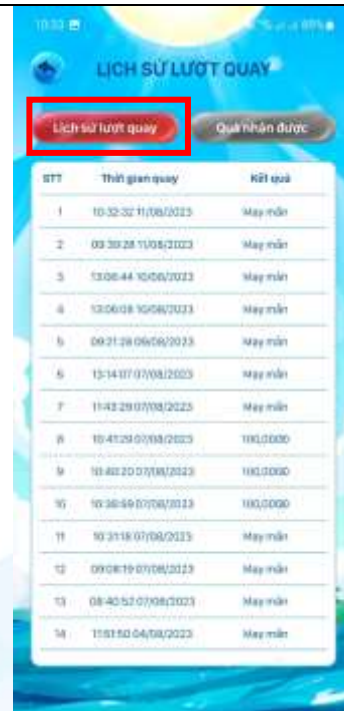 10:33
LỊCH SỬ LƯỢT QUAY
Lịch sử lượt quay Quà nhận được
STT Thời gian quay Kết quả
1 10:32:32 11/08/2023 May mắn
2 09:39:28 11/08/2023 May mắn
3 13:06:44 10/08/2023 May mắn
4 13:06:08 10/08/2023 May mắn
5 09:21:28 09/08/2023 May mắn
6 13:14:07 07/08/2023 May mắn
7 11:43:29 07/08/2023 May mắn
8 10:41:29 07/08/2023 100,000Đ
9 10:40:20 07/08/2023 100,000Đ
10 07/08/2023 100,000Đ
11 10:31:18 07/08/2023 May mắn
12 09:08:19 07/08/2023 May mắn
13 08:40:52 07/08/2023 May mắn
14 11:51:50 04/08/2023 May mắn